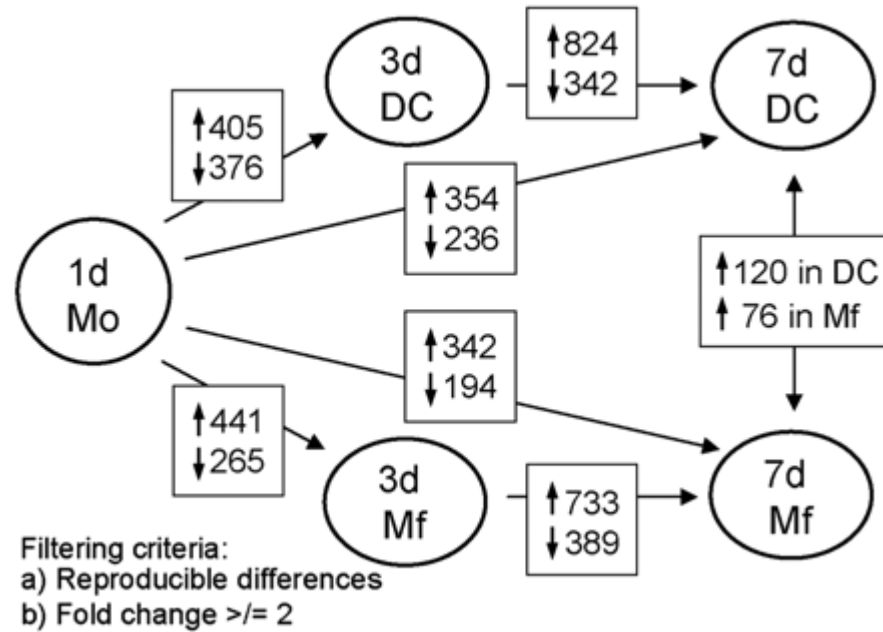 3d
DC
↑824
↓342
7d
DC
↑405
↓376
↑354
↓236
1d
Mo
↑120 in DC
↑ 76 in Mf
↑342
↓194
↑441
↓265
3d
Mf
↑733
↓389
7d
Mf
Filtering criteria:
a) Reproducible differences
b) Fold change >/= 2